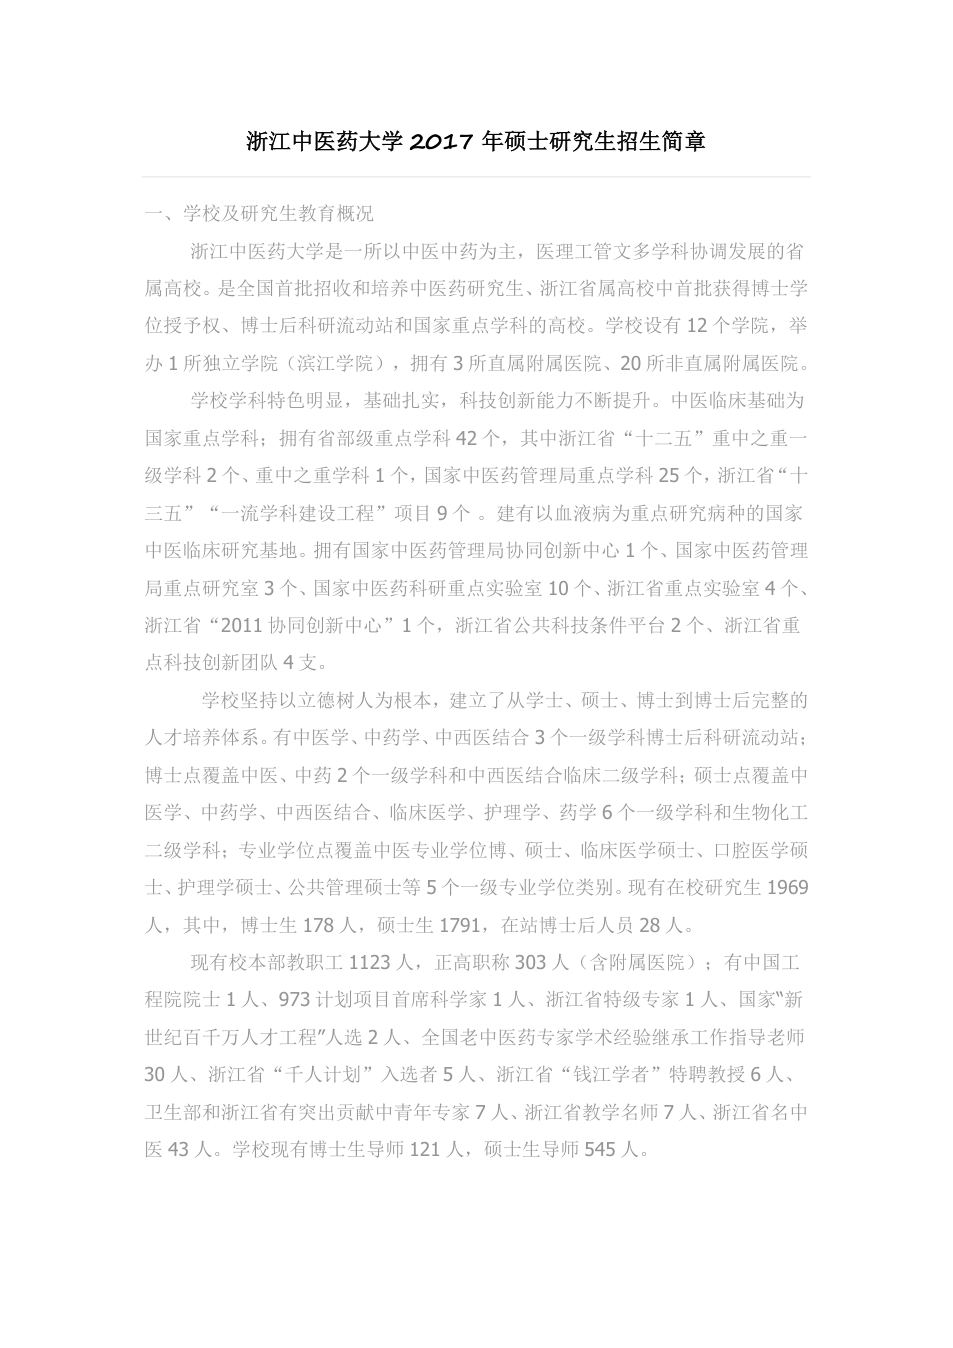 浙江中医药大学 2017 年硕士研究生招生简章
一、学校及研究生教育概况
浙江中医药大学是一所以中医中药为主，医理工管文多学科协调发展的省
属高校。是全国首批招收和培养中医药研究生、浙江省属高校中首批获得博士学
位授予权、博士后科研流动站和国家重点学科的高校。学校设有 12 个学院，举
办 1 所独立学院（滨江学院），拥有 3 所直属附属医院、20 所非直属附属医院。
学校学科特色明显，基础扎实，科技创新能力不断提升。中医临床基础为
国家重点学科；拥有省部级重点学科 42 个，其中浙江省“十二五”重中之重一
级学科 2 个、重中之重学科 1 个，国家中医药管理局重点学科 25 个，浙江省“十
三五”“一流学科建设工程”项目 9 个 。建有以血液病为重点研究病种的国家
中医临床研究基地。拥有国家中医药管理局协同创新中心 1 个、国家中医药管理
局重点研究室 3 个、国家中医药科研重点实验室 10 个、浙江省重点实验室 4 个、
浙江省“2011 协同创新中心”1 个，浙江省公共科技条件平台 2 个、浙江省重
点科技创新团队 4 支。
学校坚持以立德树人为根本，建立了从学士、硕士、博士到博士后完整的
人才培养体系。有中医学、中药学、中西医结合 3 个一级学科博士后科研流动站；
博士点覆盖中医、中药 2 个一级学科和中西医结合临床二级学科；硕士点覆盖中
医学、中药学、中西医结合、临床医学、护理学、药学 6 个一级学科和生物化工
二级学科；专业学位点覆盖中医专业学位博、硕士、临床医学硕士、口腔医学硕
士、护理学硕士、公共管理硕士等 5 个一级专业学位类别。现有在校研究生 1969
人，其中，博士生 178 人，硕士生 1791，在站博士后人员 28 人。
现有校本部教职工 1123 人，正高职称 303 人（含附属医院）；有中国工
程院院士 1 人、973 计划项目首席科学家 1 人、浙江省特级专家 1 人、国家“新
世纪百千万人才工程”人选 2 人、全国老中医药专家学术经验继承工作指导老师
30 人、浙江省“千人计划”入选者 5 人、浙江省“钱江学者”特聘教授 6 人、
卫生部和浙江省有突出贡献中青年专家 7 人、浙江省教学名师 7 人、浙江省名中
医 43 人。学校现有博士生导师 121 人，硕士生导师 545 人。